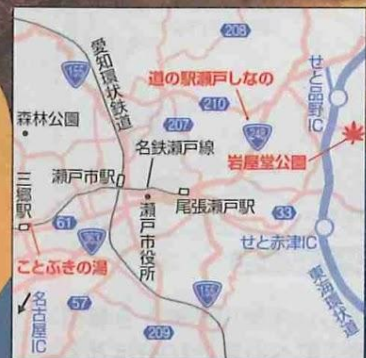 208
155
愛知環状鉄道
せと品野IC
道の駅瀬戸しなの
210
森林公園
207
248
名鉄瀬戸線
岩屋堂公園
三郷駅
瀬戸市駅
尾張瀬戸駅
61
33
363
瀬戸市役所
せと赤津IC
ことぶきの湯
155
東海環状道
名古屋IC
57
209